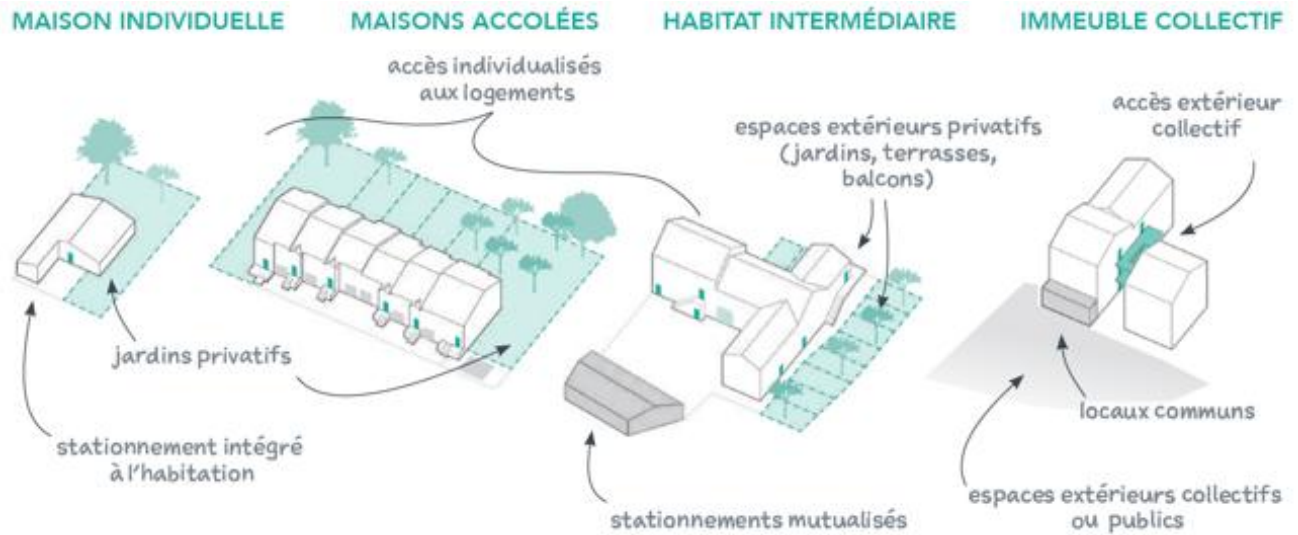 MAISON INDIVIDUELLE
MAISONS ACCOLÉES
HABITAT INTERMÉDIAIRE
IMMEUBLE COLLECTIF
accès individualisés
aux logements
espaces extérieurs privatifs
(jardins, terrasses,
balcons)
accès extérieur
collectif
jardins privatifs
stationnement intégré
à l'habitation
stationnements mutualisés
locaux communs
espaces extérieurs collectifs
ou publics